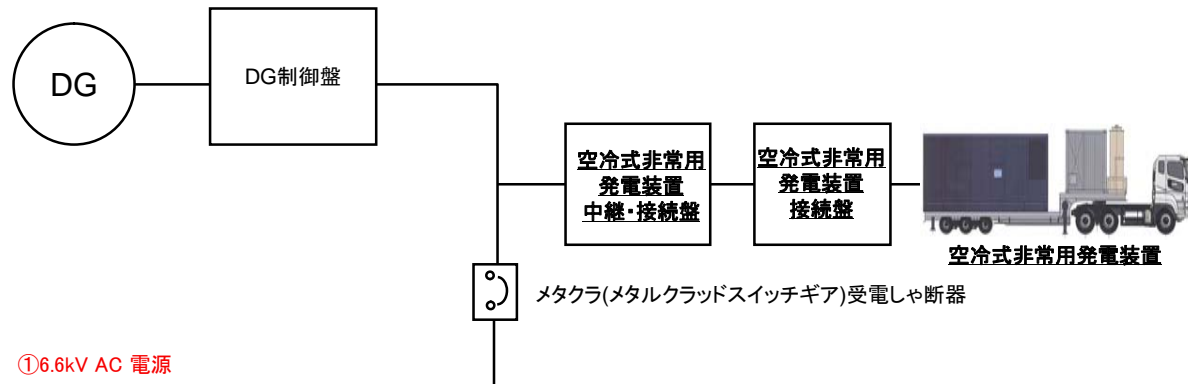 DG
DG制御盤
空冷式非常用
発電装置
中継・接続盤
空冷式非常用
発電装置
接続盤
空冷式非常用発電装置
メタクラ(メタルクラッドスイッチギア)受電しゃ断器
①6.6kV AC 電源